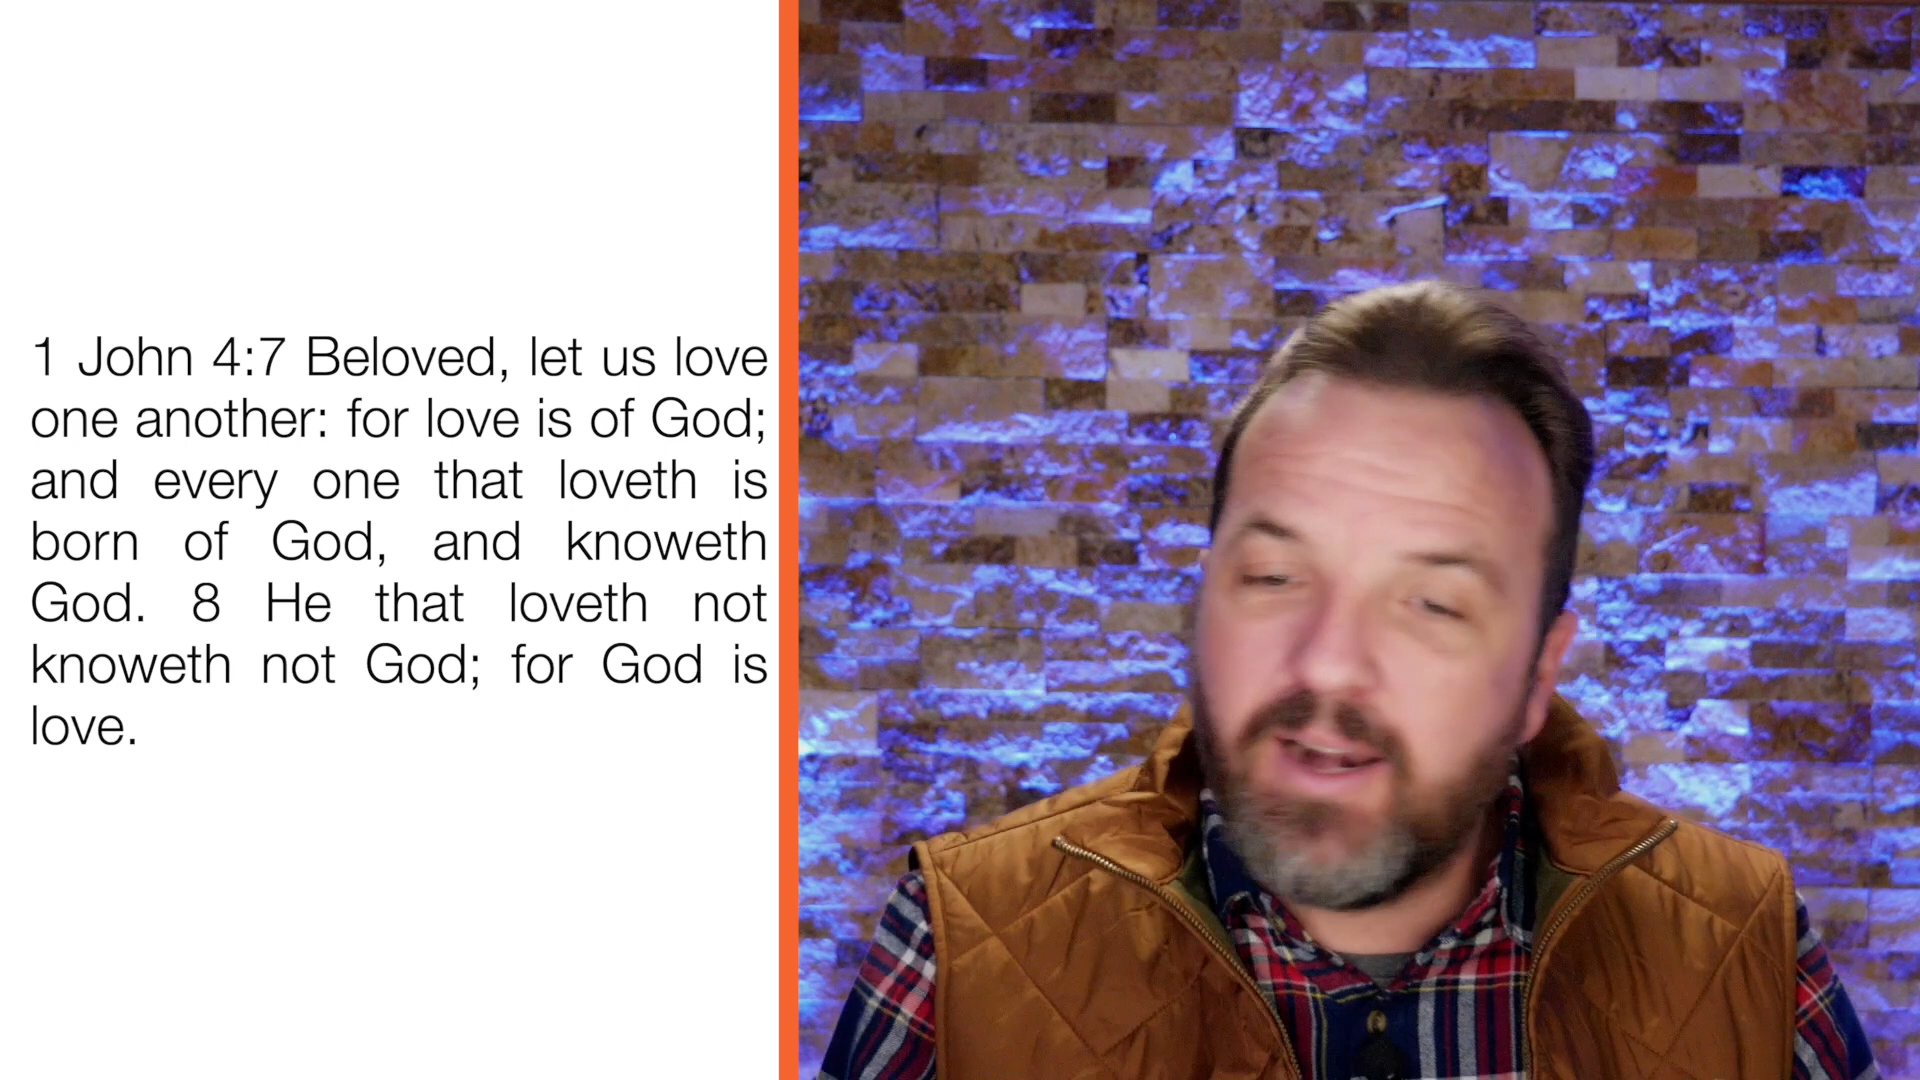 1 John 4:7 Beloved, let us love
one another: for love is of God;
and every one that loveth is
born of God, and knoweth
God. 8 He that loveth not
knoweth not God; for God is
love.